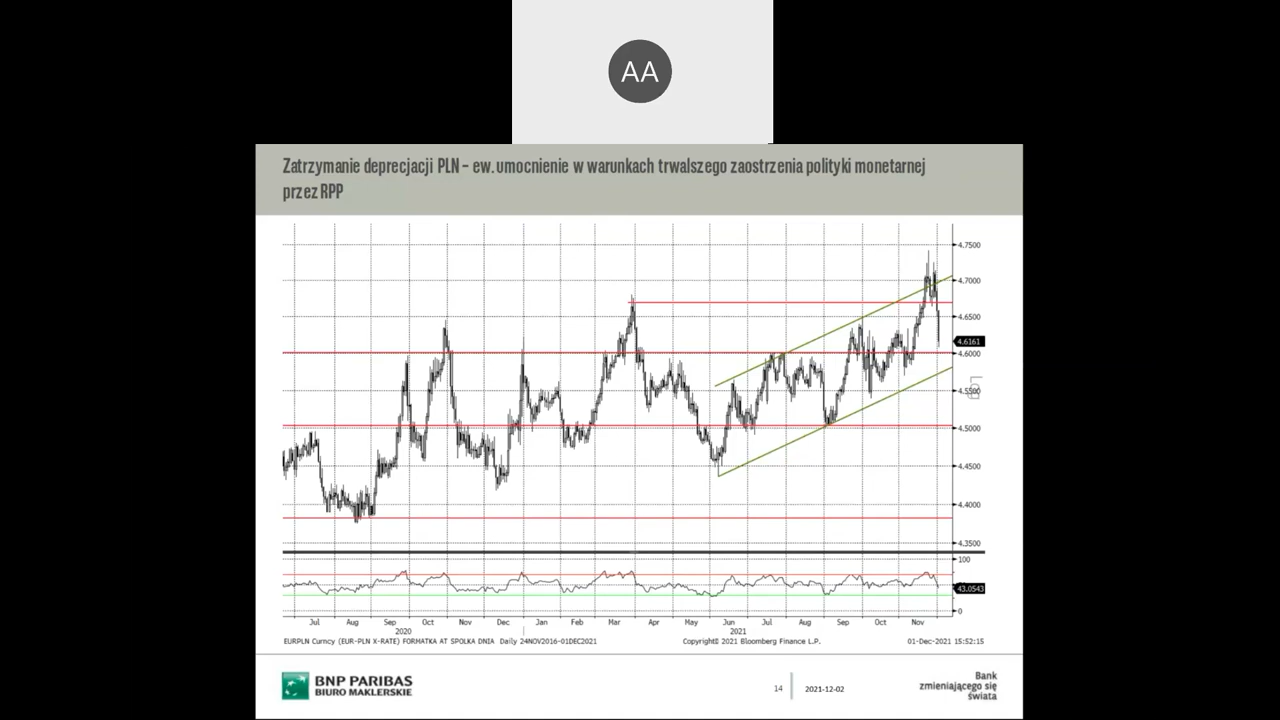 AA
Zatrzymanie deprecjacji PLN – ew. umocnienie w warunkach trwalszego zaostrzenia polityki monetarnej
przez RPP
4.7500
4.7000
4.6500
4.6161
4.6000
4.5500
Log
4.5000
4.4500
4.4000
4.3500
100
43.0543
0
Jul Aug Sep Oct Nov Dec Jan Feb Mar Apr May Jun Jul Aug Sep Oct Nov
2020 2021
EURPLN Curncy (EUR-PLN X-RATE) FORMATKA AT SPOLKA DNIA Daily 24NOV2016-01DEC2021 Copyright© 2021 Bloomberg Finance L.P. 01-Dec-2021 15:52:15
BNP PARIBAS
BIURO MAKLERSKIE
14 2021-12-02
Bank
zmieniającego się
świata